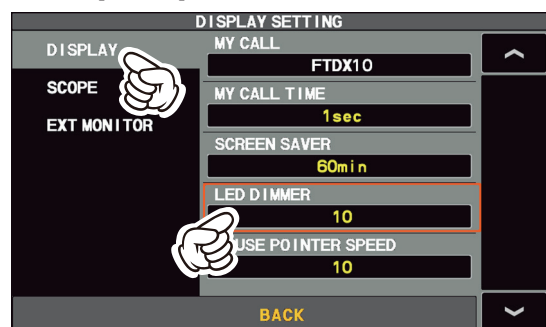 DISPLAY SETTING
DISPLAY
SCOPE
EXT MONITOR
MY CALL
FTDX10
MY CALL TIME
1sec
SCREEN SAVER
60min
LED DIMMER
10
USE POINTER SPEED
10
BACK